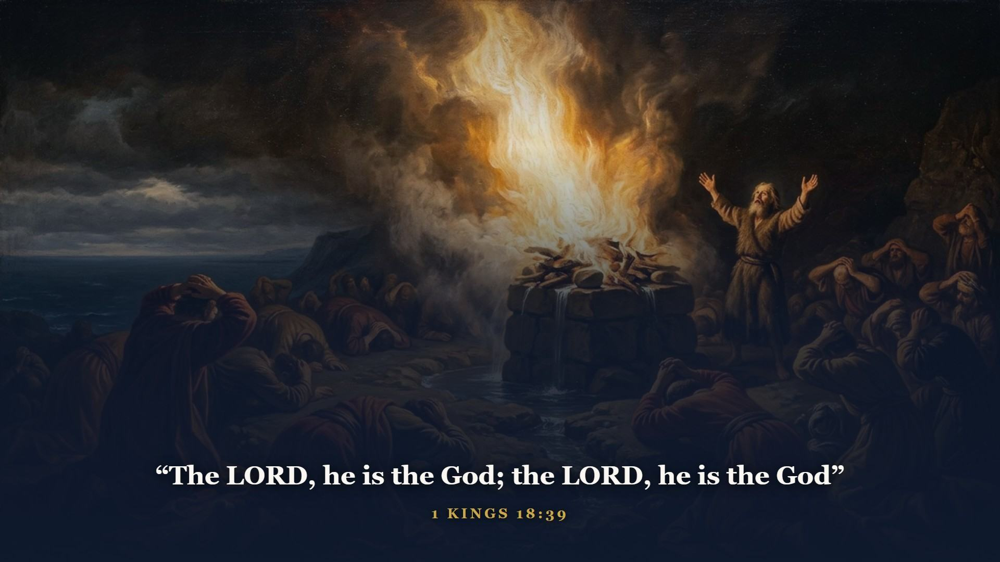 “The LORD, he is the God; the LORD, he is the God”
1 KINGS 18:39